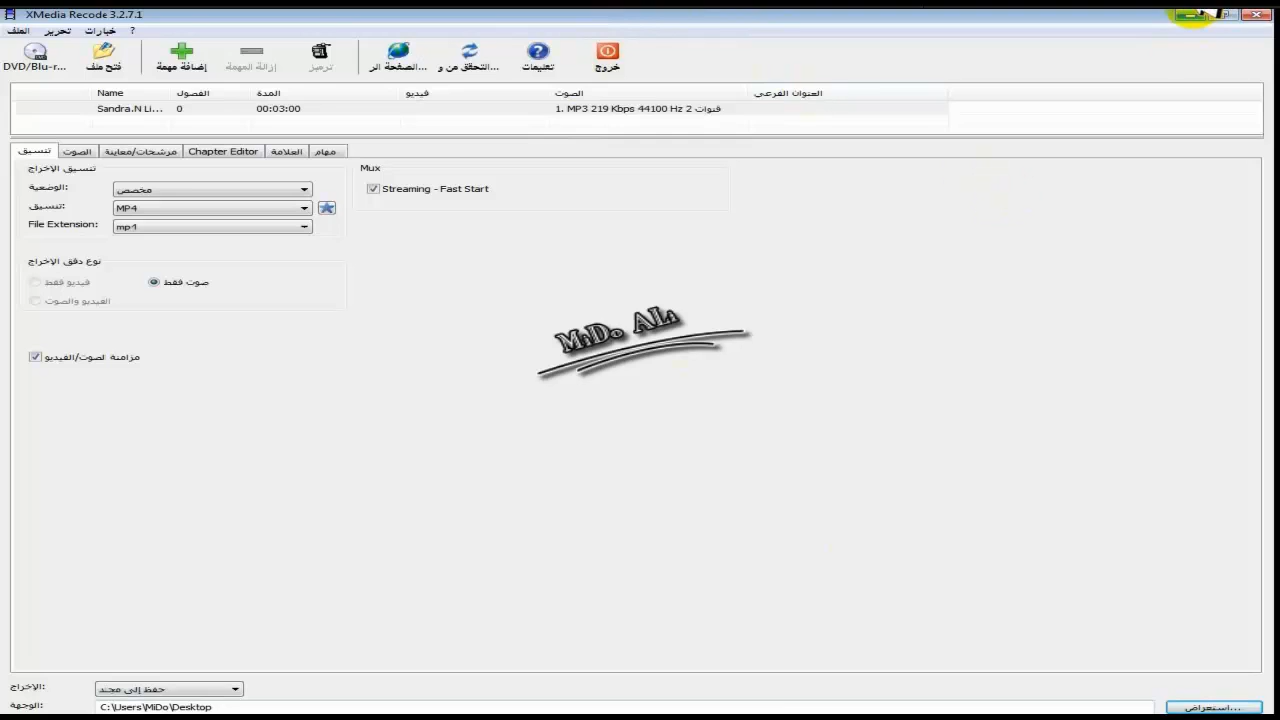 XMedia Recode 3.2.7.1
الملف تحرير خيارات ?
DVD/Blu-r... فتح ملف إضافة مهمة إزالة المهمة ترميز الصفحة الر... التحقق من و... تعليمات خروج
Name الفصول المدة فيديو الصوت العنوان الفرعي
Sandra.N Li... 0 00:03:00 1. MP3 219 Kbps 44100 Hz 2 قنوات
تنسيق الصوت مرشحات/معاينة Chapter Editor العلامة مهام
تنسيق الإخراج Mux
الوضعية: مخصص Streaming - Fast Start
تنسيق: MP4
File Extension: mp4
نوع دفق الإخراج
فيديو فقط صوت فقط
الفيديو والصوت
MiDo ALi
مزامنة الصوت/الفيديو
الإخراج: حفظ إلى مجلد
الوجهة: C:\Users\MiDo\Desktop استعراض...